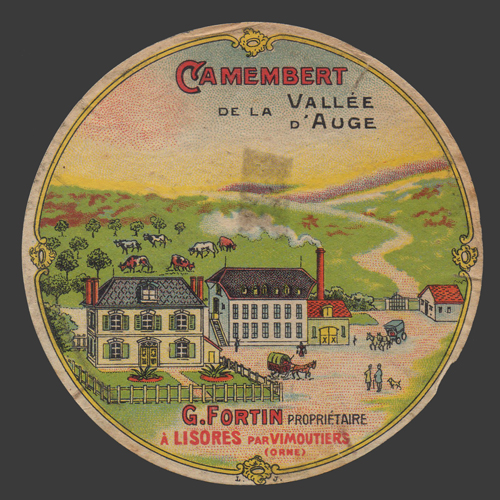 CAMEMBERT
DE LA VALLÉE
D'AUGE
G. FORTIN PROPRIÉTAIRE
À LISORES PAR VIMOUTIERS
(ORNE)
L. J.